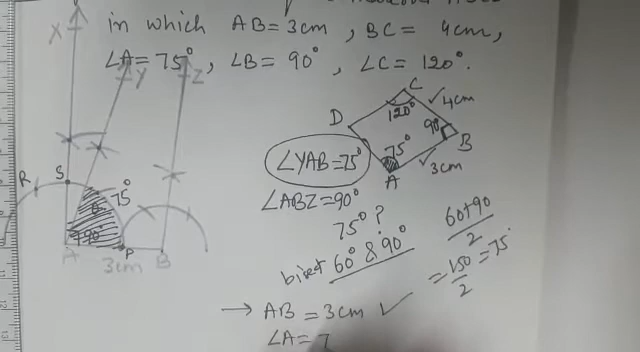 in which AB = 3cm, BC = 4cm,
∠A = 75°, ∠B = 90°, ∠C = 120°.
X
Y
Z
R
S
75°
90°
A
P
B
3cm
D
C
120°
4cm
90°
B
75°
3cm
A
∠YAB = 75°
∠ABZ = 90°
75° ?
bisect 60° & 90°
60+90
2
= 150 = 75°
2
→ AB = 3cm ✓
∠A = 7